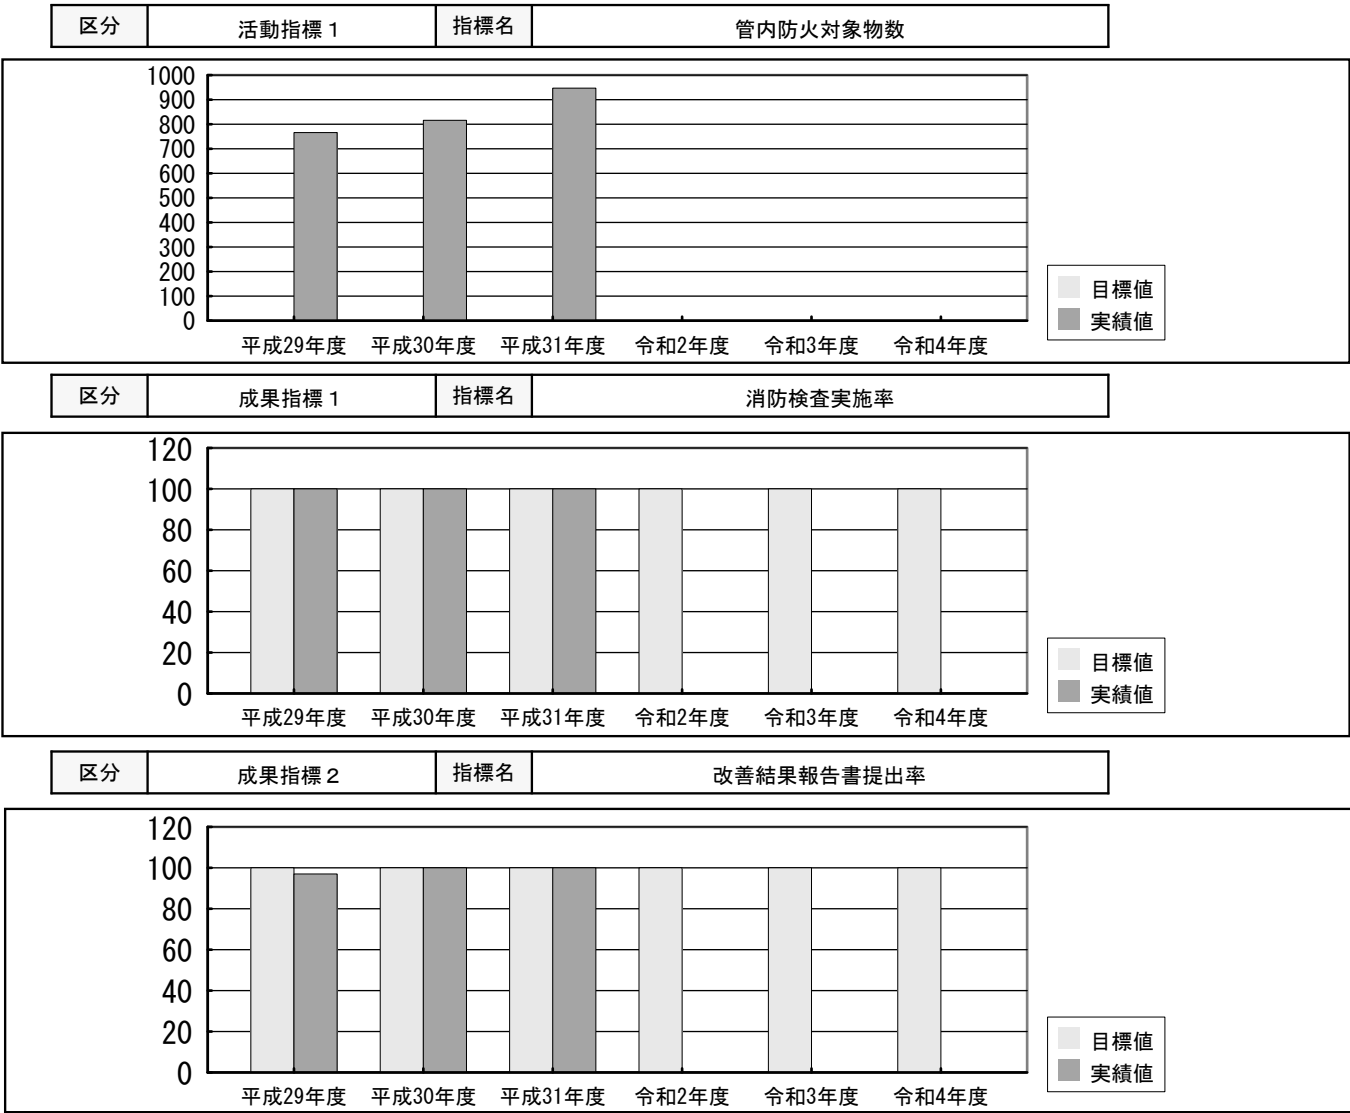 区分 活動指標１ 指標名 管内防火対象物数
1000
900
800
700
600
500
400
300
200
100
0
平成29年度 平成30年度 平成31年度 令和2年度 令和3年度 令和4年度
目標値
実績値
区分 成果指標１ 指標名 消防検査実施率
120
100
80
60
40
20
0
平成29年度 平成30年度 平成31年度 令和2年度 令和3年度 令和4年度
目標値
実績値
区分 成果指標２ 指標名 改善結果報告書提出率
120
100
80
60
40
20
0
平成29年度 平成30年度 平成31年度 令和2年度 令和3年度 令和4年度
目標値
実績値